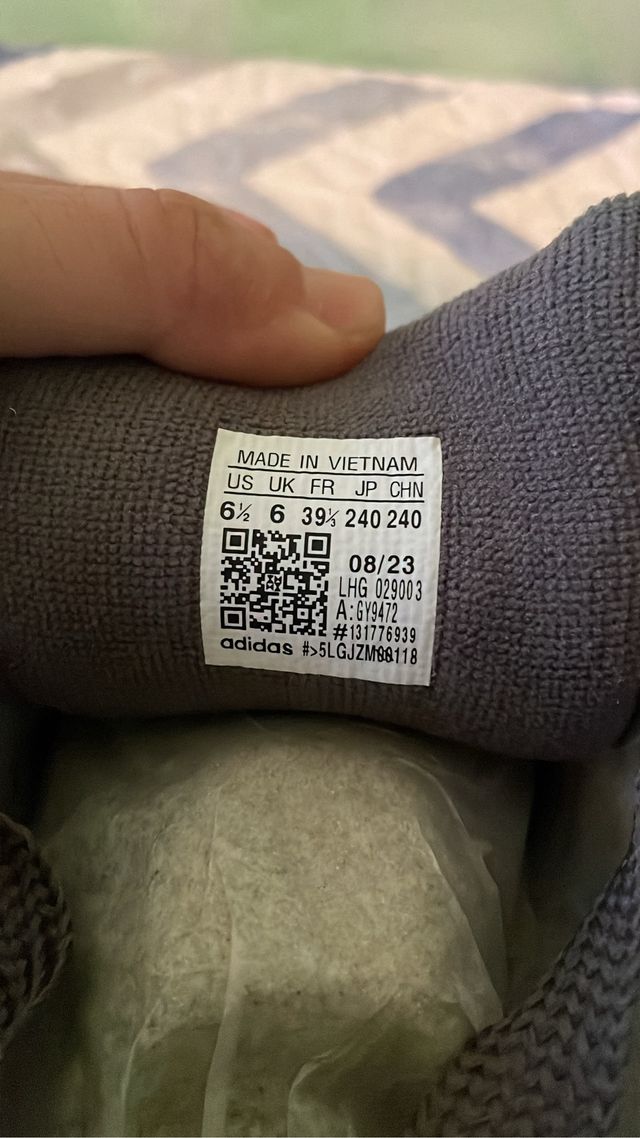 MADE IN VIETNAM
US UK FR JP CHN
6½ 6 39⅓ 240 240
08/23
LHG 029003
A:GY9472
#131776939
adidas #>5LGJZM